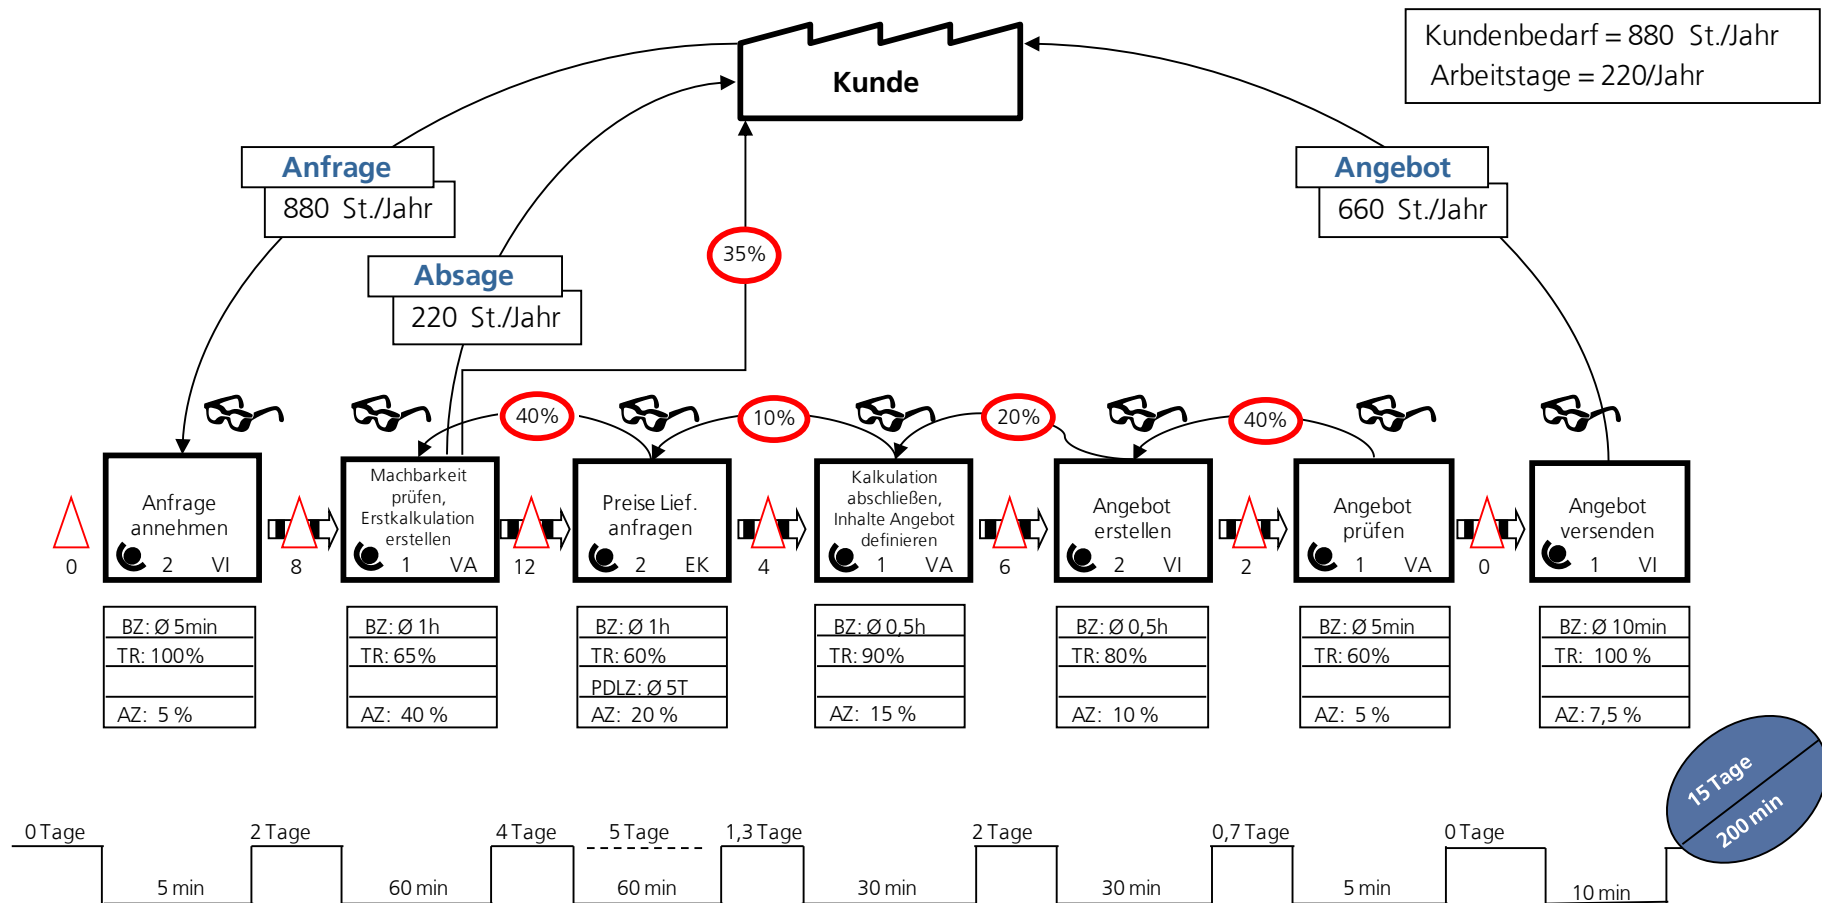 Kundenbedarf = 880 St./Jahr
Arbeitstage = 220/Jahr
Kunde
Anfrage
880 St./Jahr
Angebot
660 St./Jahr
Absage
220 St./Jahr
35%
40%
10%
20%
40%
Anfrage
annehmen
2 VI
Machbarkeit
prüfen,
Erstkalkulation
erstellen
1 VA
Preise Lief.
anfragen
2 EK
Kalkulation
abschließen,
Inhalte Angebot
definieren
1 VA
Angebot
erstellen
2 VI
Angebot
prüfen
1 VA
Angebot
versenden
1 VI
0
8
12
4
6
2
0
BZ: Ø 5min
TR: 100%
AZ: 5 %
BZ: Ø 1h
TR: 65%
AZ: 40 %
BZ: Ø 1h
TR: 60%
PDLZ: Ø 5T
AZ: 20 %
BZ: Ø 0,5h
TR: 90%
AZ: 15 %
BZ: Ø 0,5h
TR: 80%
AZ: 10 %
BZ: Ø 5min
TR: 60%
AZ: 5 %
BZ: Ø 10min
TR: 100 %
AZ: 7,5 %
0 Tage
2 Tage
4 Tage
5 Tage
1,3 Tage
2 Tage
0,7 Tage
0 Tage
5 min
60 min
60 min
30 min
30 min
5 min
10 min
15 Tage
200 min